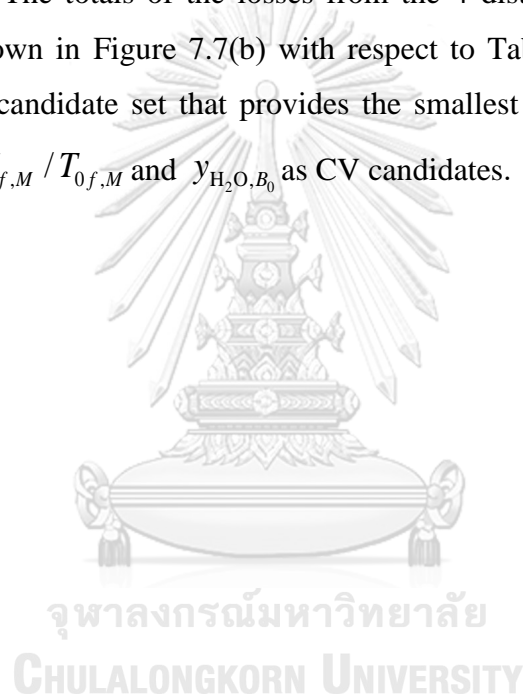 The totals of the losses from the 4 dist
own in Figure 7.7(b) with respect to Tab
candidate set that provides the smallest
f,M / T0f,M and yH2O,B0 as CV candidates.
จุฬาลงกรณ์มหาวิทยาลัย
CHULALONGKORN UNIVERSITY